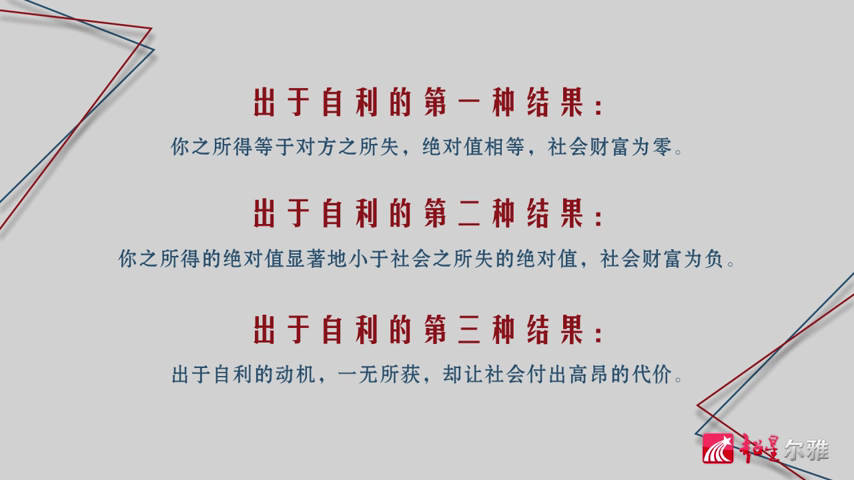 出于自利的第一种结果：
你之所得等于对方之所失，绝对值相等，社会财富为零。
出于自利的第二种结果：
你之所得的绝对值显著地小于社会之所失的绝对值，社会财富为负。
出于自利的第三种结果：
出于自利的动机，一无所获，却让社会付出高昂的代价。
超星尔雅